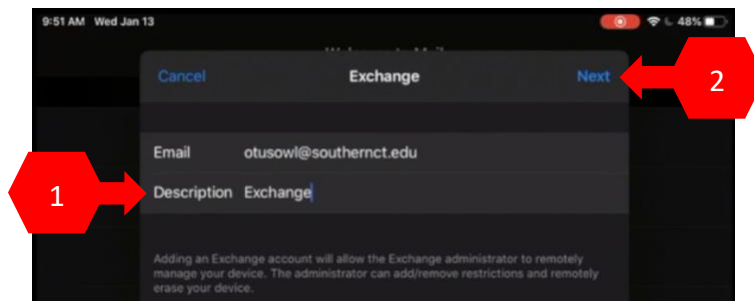 9:51 AM Wed Jan 13
48%
Cancel
Exchange
Next
2
Email otusowl@southernct.edu
1
Description Exchange
Adding an Exchange account will allow the Exchange administrator to remotely
manage your device. The administrator can add/remove restrictions and remotely
erase your device.